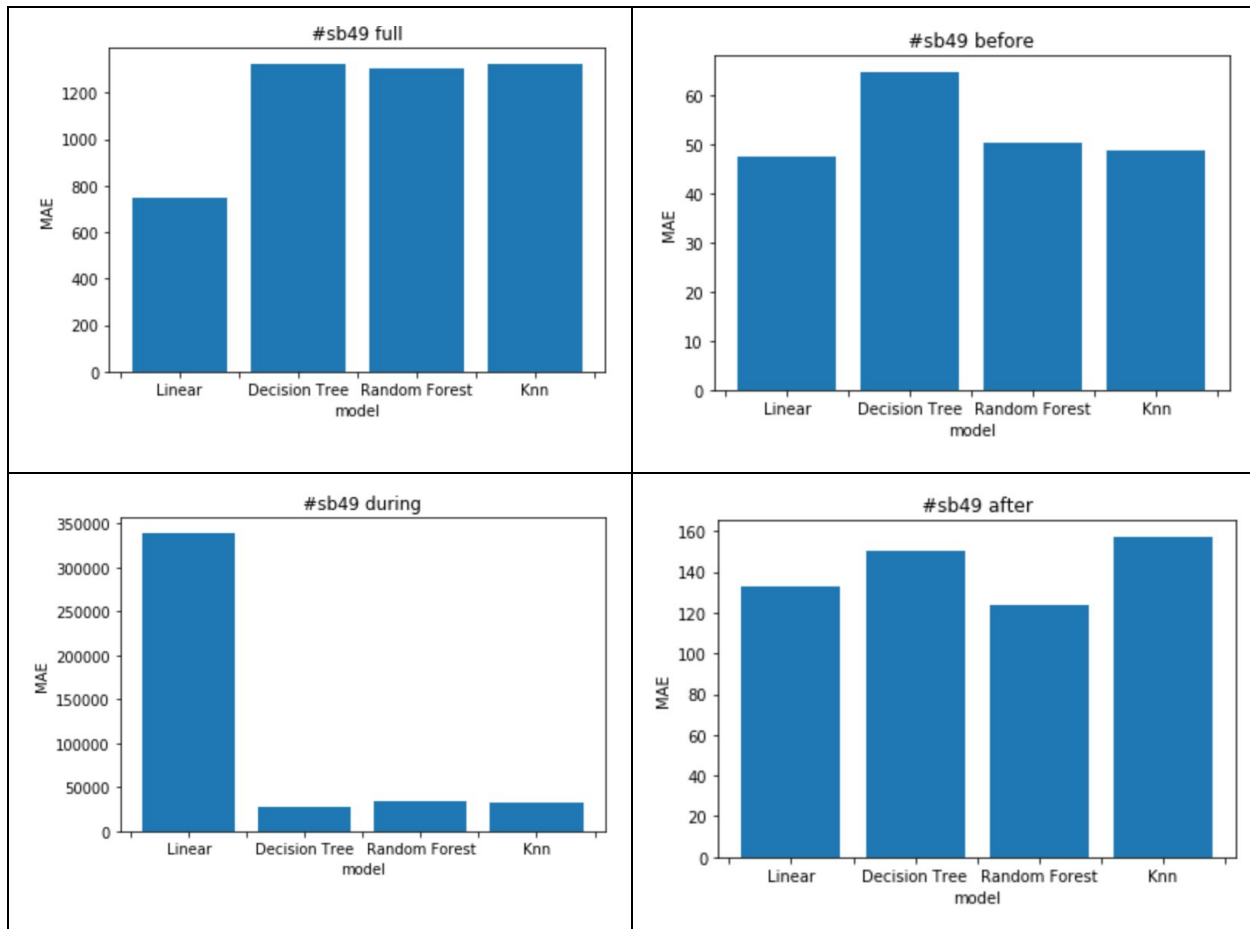 #sb49 full
1200
1000
800
600
400
200
0
MAE
Linear Decision Tree Random Forest Knn
model
#sb49 before
60
50
40
30
20
10
0
MAE
Linear Decision Tree Random Forest Knn
model
#sb49 during
350000
300000
250000
200000
150000
100000
50000
0
MAE
Linear Decision Tree Random Forest Knn
model
#sb49 after
160
140
120
100
80
60
40
20
0
MAE
Linear Decision Tree Random Forest Knn
model